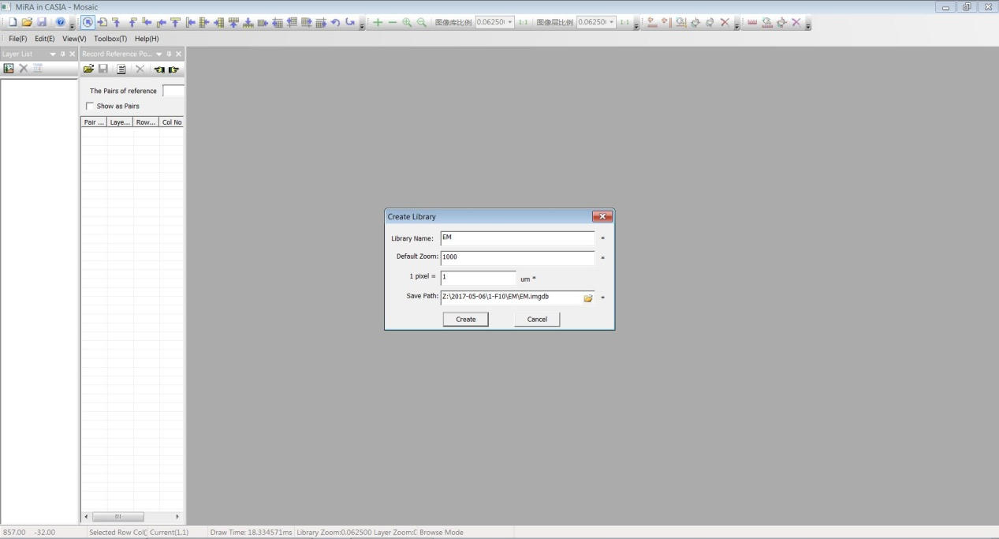 MiRA in CASIA - Mosaic
图像库比例 0.06250( 1:1 图像层比例 0.06250( 1:1
File(F) Edit(E) View(V) Toolbox(T) Help(H)
Layer List
Record Reference Po...
The Pairs of reference
Show as Pairs
Pair ... Laye... Row... Col No
Create Library
Library Name: EM *
Default Zoom: 1000 *
1 pixel = 1 um *
Save Path: Z:\2017-05-06\1-F10\EM\EM.imgdb *
Create Cancel
857.00 -32.00 Selected Row Col( Current(1,1) Draw Time: 18.334571ms Library Zoom:0.062500 Layer Zoom:( Browse Mode